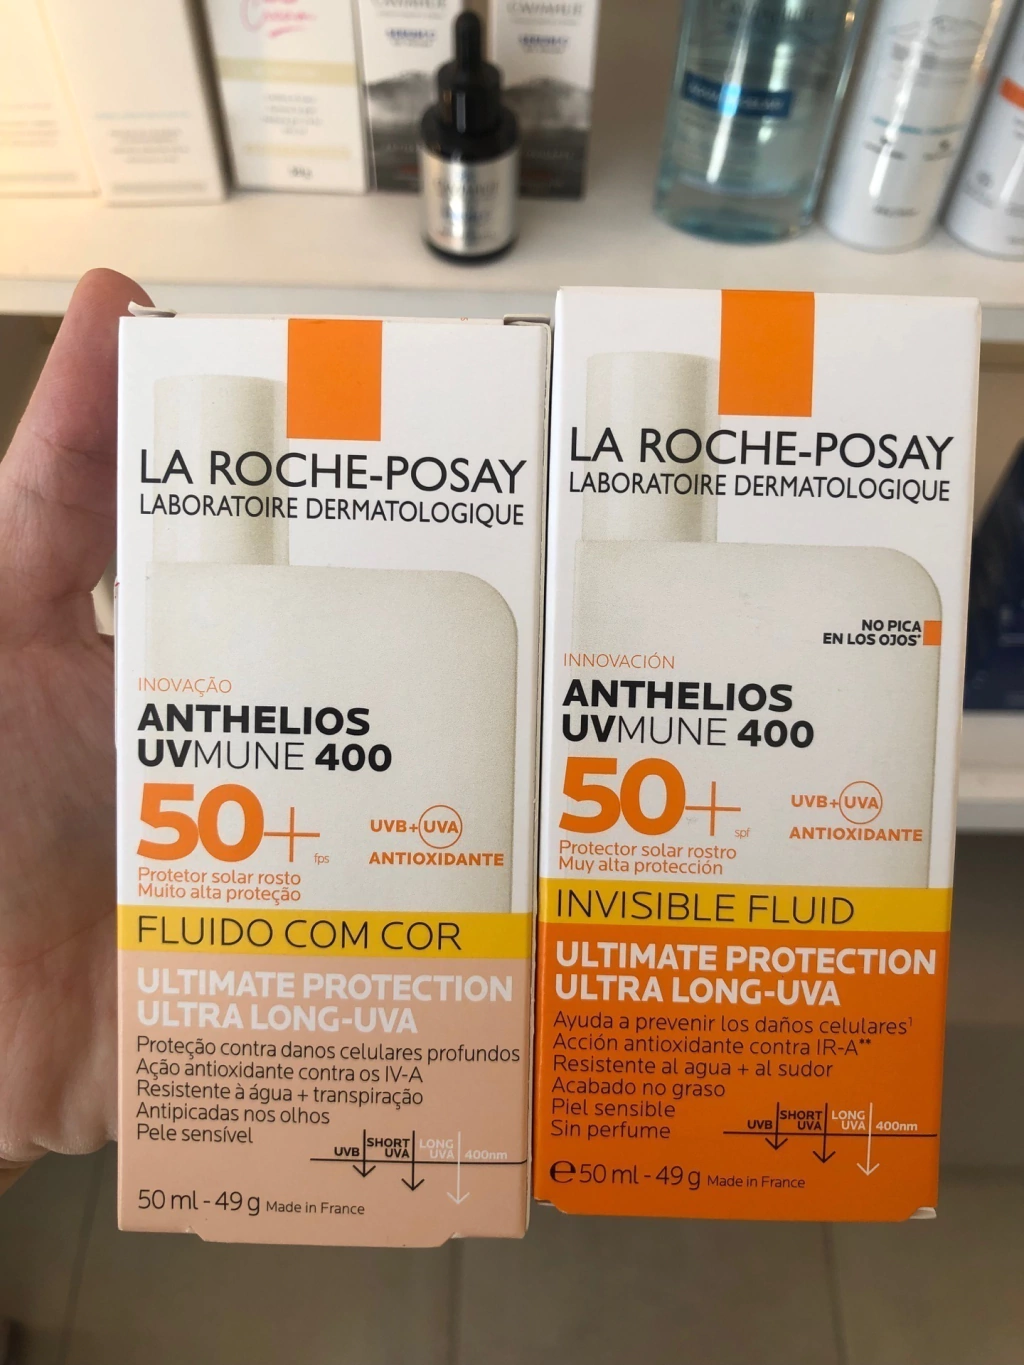 LA ROCHE-POSAY
LABORATOIRE DERMATOLOGIQUE
INOVAÇÃO
ANTHELIOS
UVMUNE 400
50+
fps
UVB+UVA
ANTIOXIDANTE
Protetor solar rosto
Muito alta proteção
FLUIDO COM COR
ULTIMATE PROTECTION
ULTRA LONG-UVA
Proteção contra danos celulares profundos
Ação antioxidante contra os IV-A
Resistente à água + transpiração
Antipicadas nos olhos
Pele sensível
UVB
SHORT
UVA
LONG
UVA
400nm
50 ml - 49 g Made in France
LA ROCHE-POSAY
LABORATOIRE DERMATOLOGIQUE
NO PICA
EN LOS OJOS*
INNOVACIÓN
ANTHELIOS
UVMUNE 400
50+
spf
UVB+UVA
ANTIOXIDANTE
Protector solar rostro
Muy alta protección
INVISIBLE FLUID
ULTIMATE PROTECTION
ULTRA LONG-UVA
Ayuda a prevenir los daños celulares¹
Acción antioxidante contra IR-A**
Resistente al agua + al sudor
Acabado no graso
Piel sensible
Sin perfume
UVB
SHORT
UVA
LONG
UVA
400nm
℮ 50 ml - 49 g Made in France